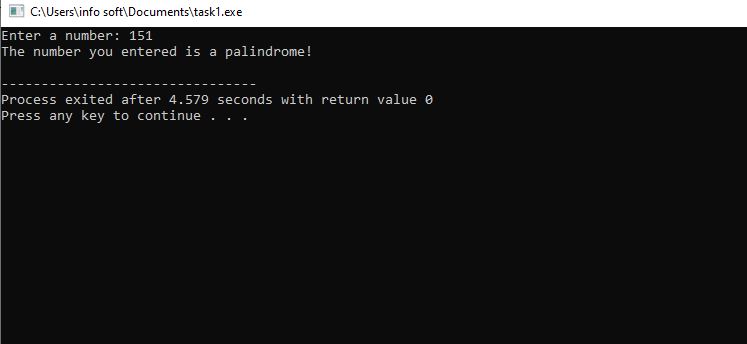 C:\Users\info soft\Documents\task1.exe
Enter a number: 151
The number you entered is a palindrome!
--------------------------------
Process exited after 4.579 seconds with return value 0
Press any key to continue . . .